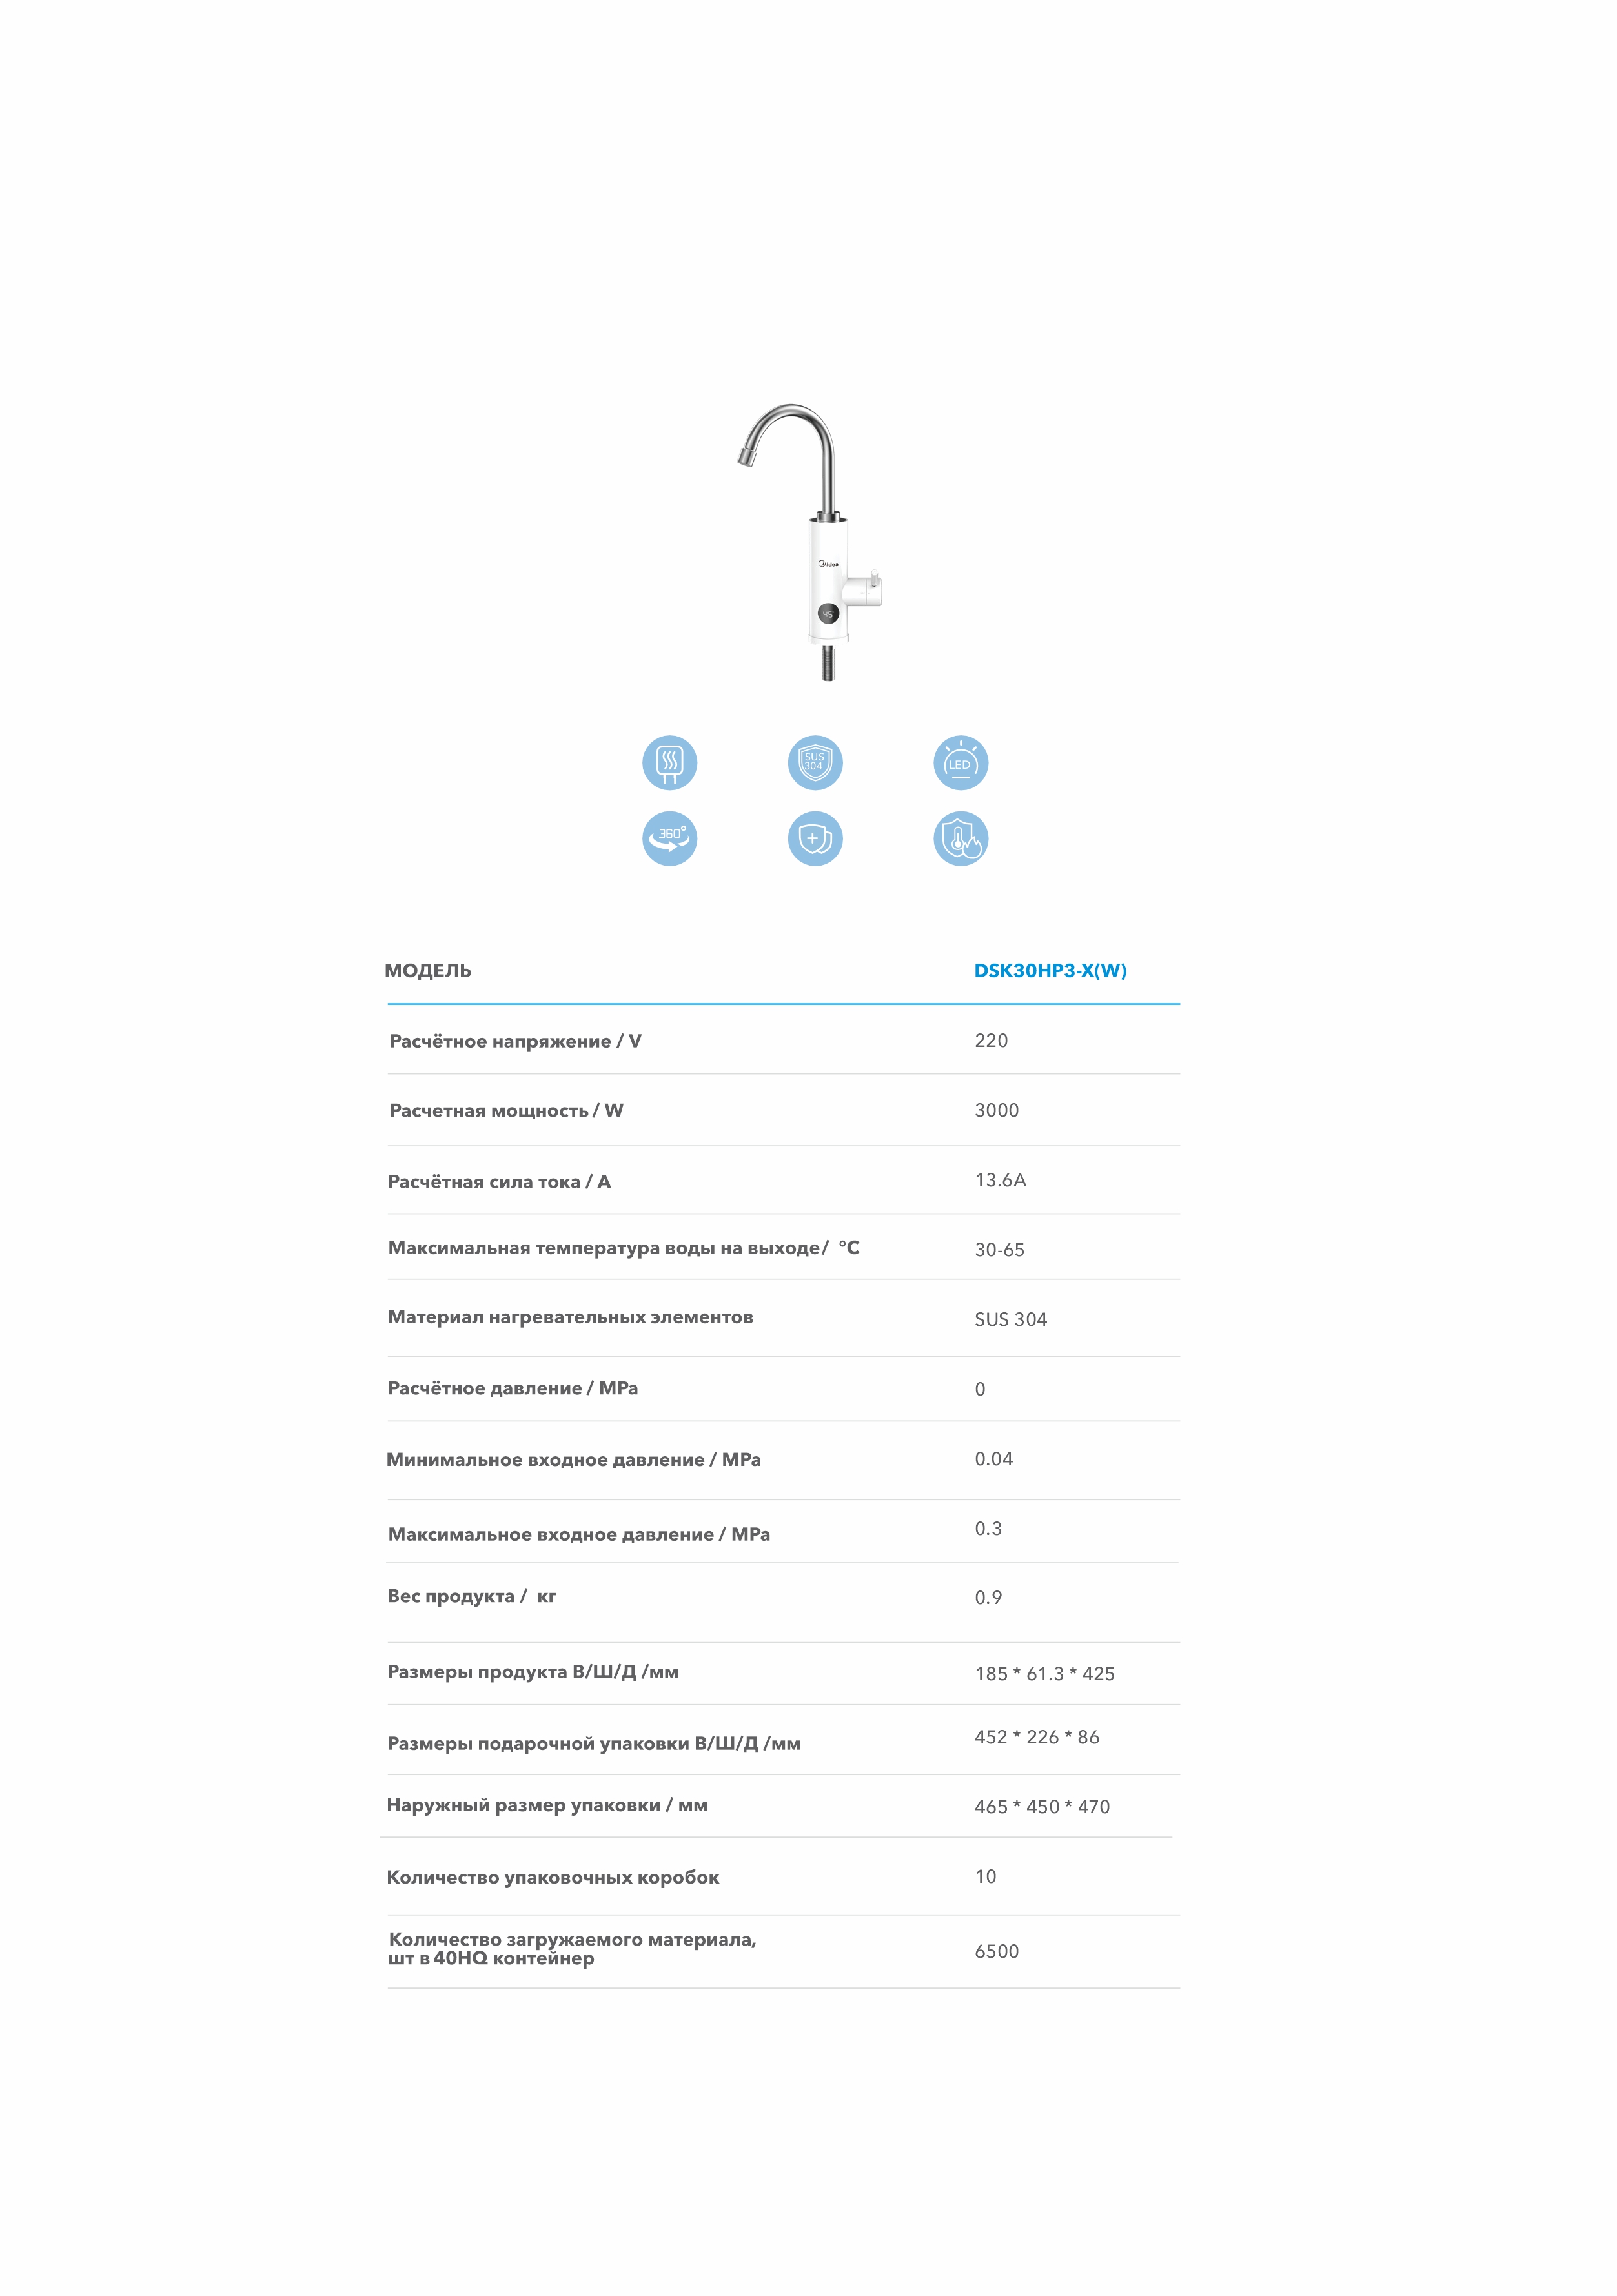 Midea
45°
SUS
304
LED
360°
МОДЕЛЬ DSK30HP3-X(W)
Расчётное напряжение / V 220
Расчетная мощность / W 3000
Расчётная сила тока / A 13.6A
Максимальная температура воды на выходе/ °C 30-65
Материал нагревательных элементов SUS 304
Расчётное давление / MPa 0
Минимальное входное давление / MPa 0.04
Максимальное входное давление / MPa 0.3
Вес продукта / кг 0.9
Размеры продукта В/Ш/Д /мм 185 * 61.3 * 425
Размеры подарочной упаковки В/Ш/Д /мм 452 * 226 * 86
Наружный размер упаковки / мм 465 * 450 * 470
Количество упаковочных коробок 10
Количество загружаемого материала,
шт в 40HQ контейнер 6500